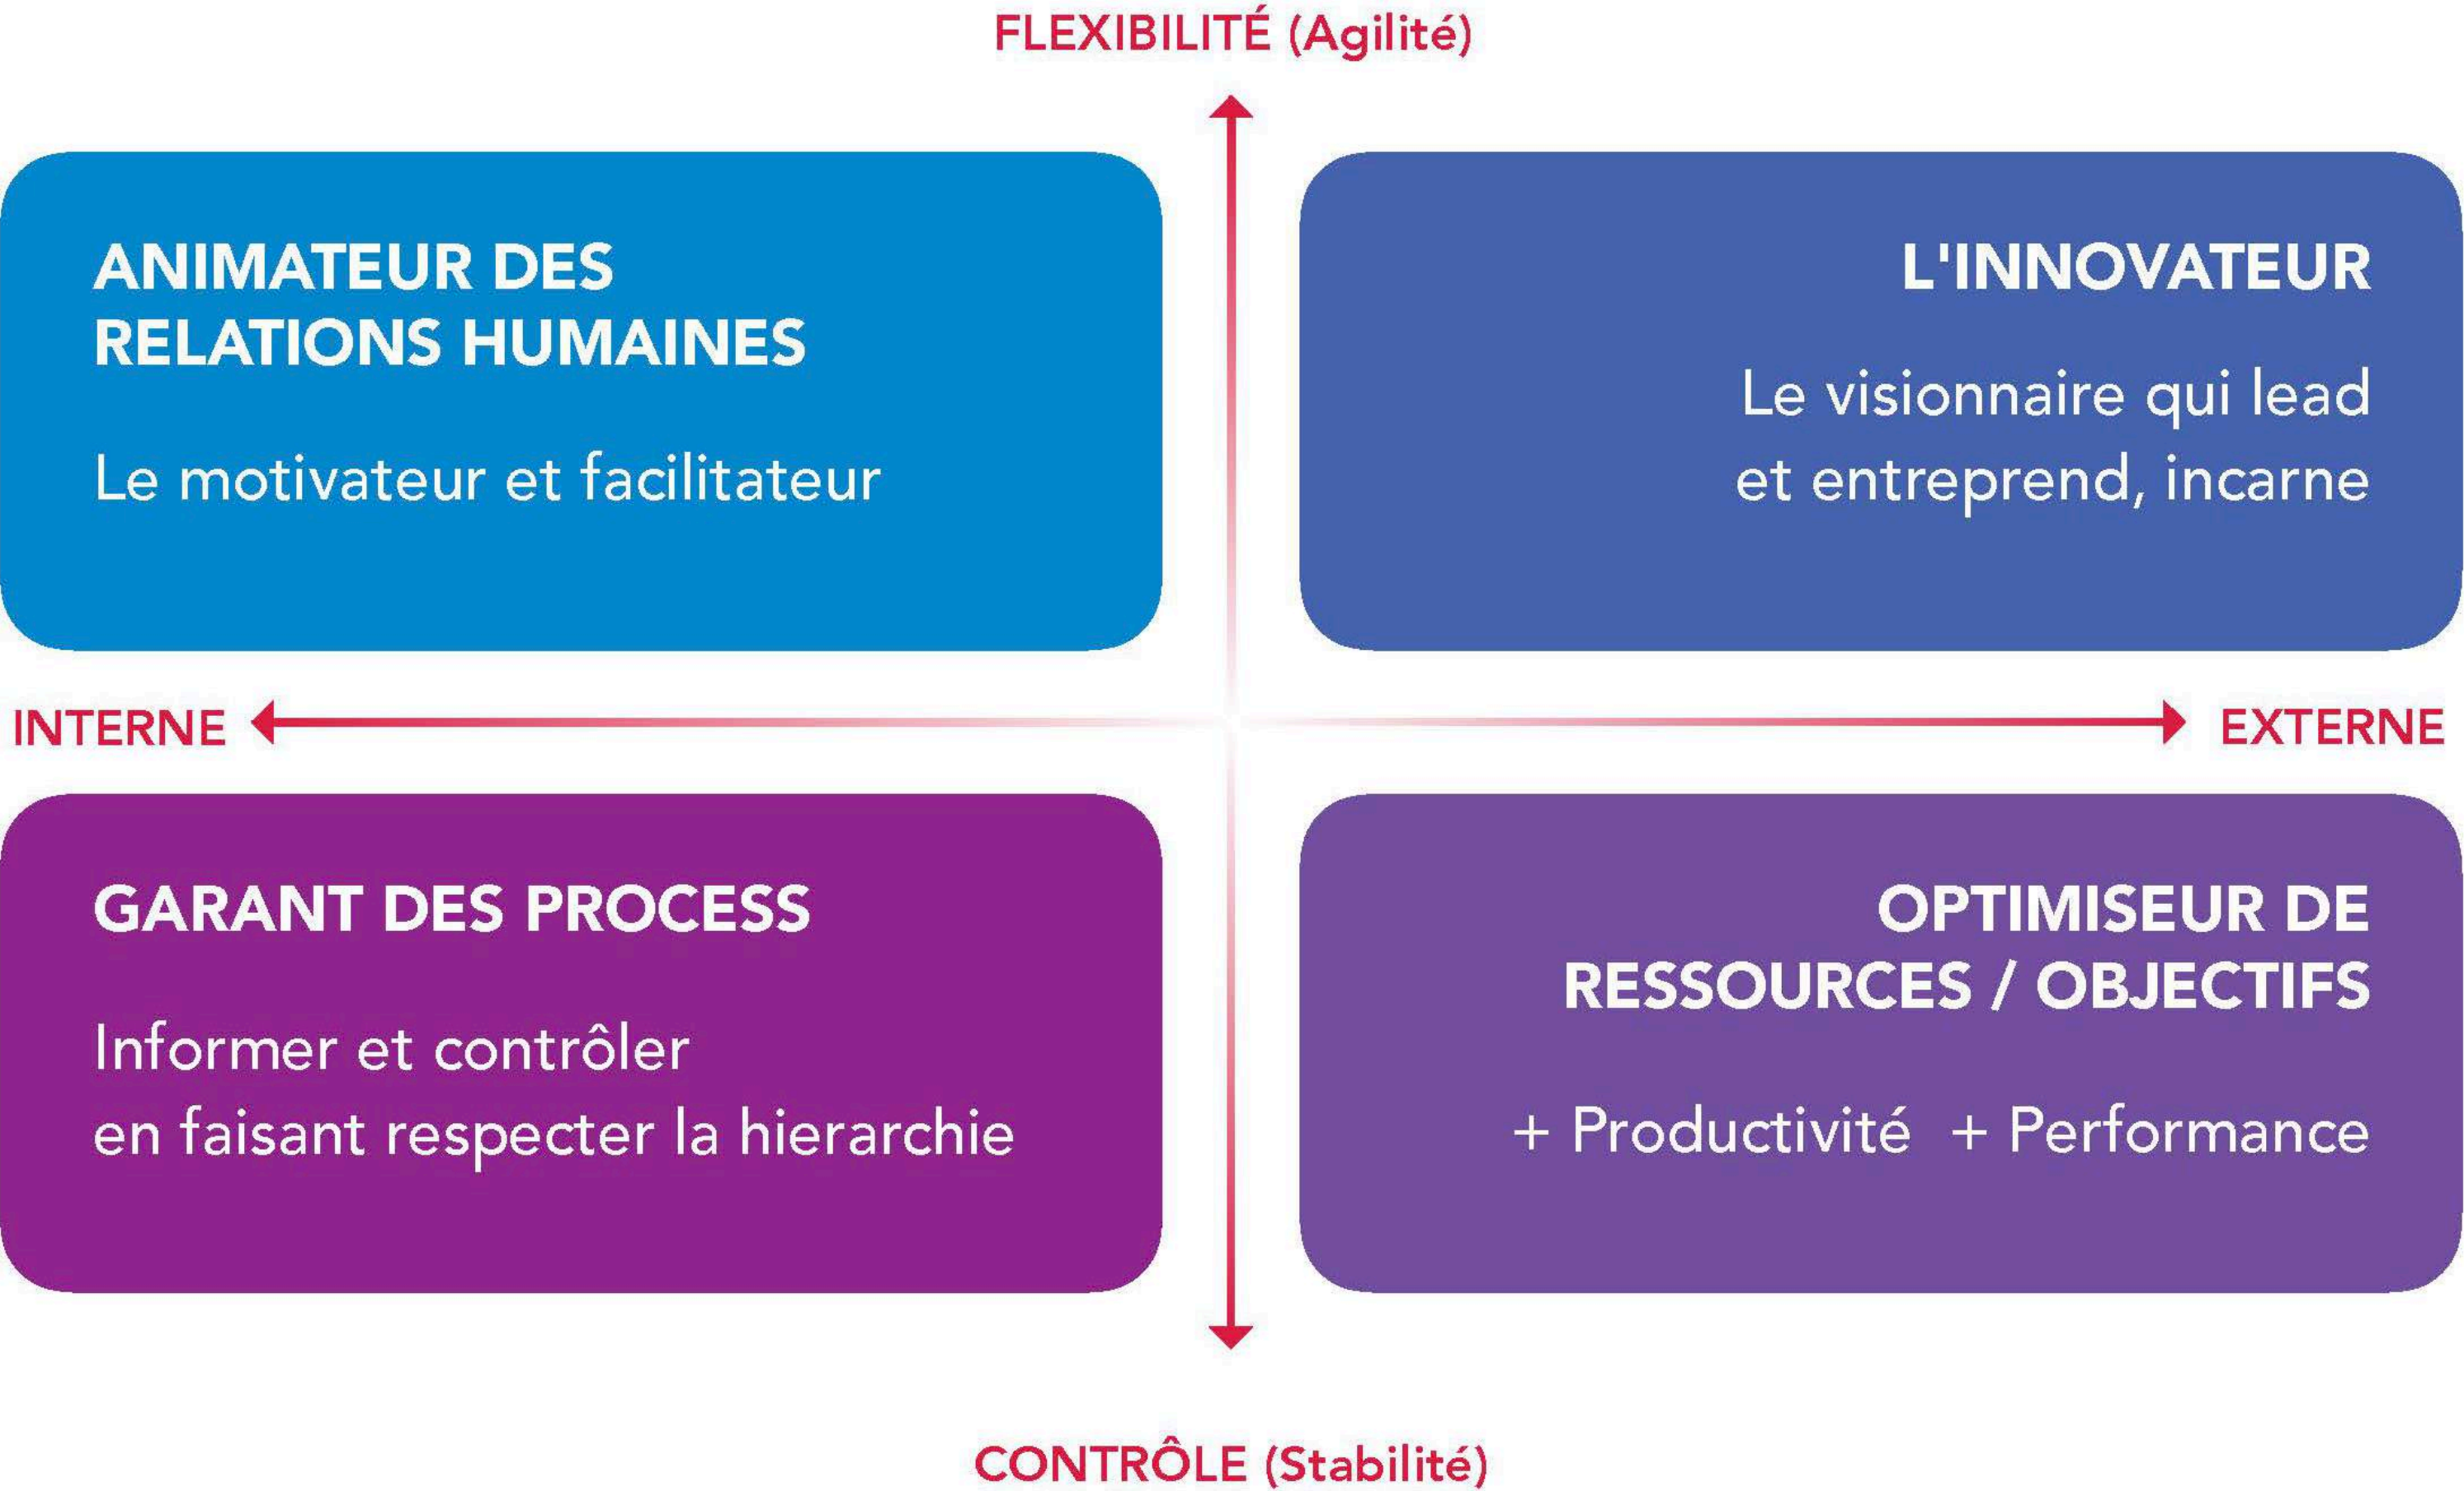 FLEXIBILITÉ (Agilité)
ANIMATEUR DES
RELATIONS HUMAINES
Le motivateur et facilitateur
L'INNOVATEUR
Le visionnaire qui lead
et entreprend, incarne
INTERNE
EXTERNE
GARANT DES PROCESS
Informer et contrôler
en faisant respecter la hierarchie
OPTIMISEUR DE
RESSOURCES / OBJECTIFS
+ Productivité + Performance
CONTRÔLE (Stabilité)